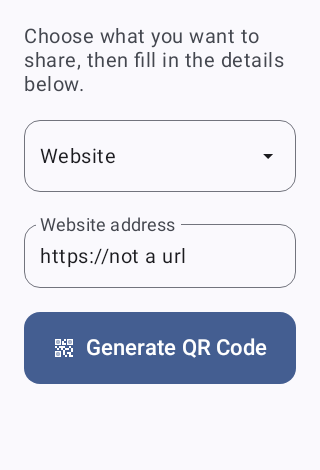 Choose what you want to
share, then fill in the details
below.
Website
Website address
https://not a url
Generate QR Code